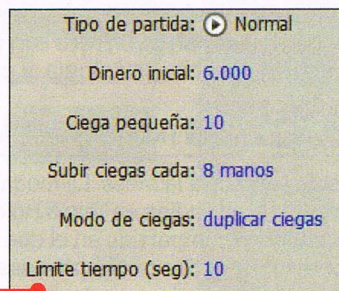 Tipo de partida: Normal
Dinero inicial: 6.000
Ciega pequeña: 10
Subir ciegas cada: 8 manos
Modo de ciegas: duplicar ciegas
Límite tiempo (seg): 10